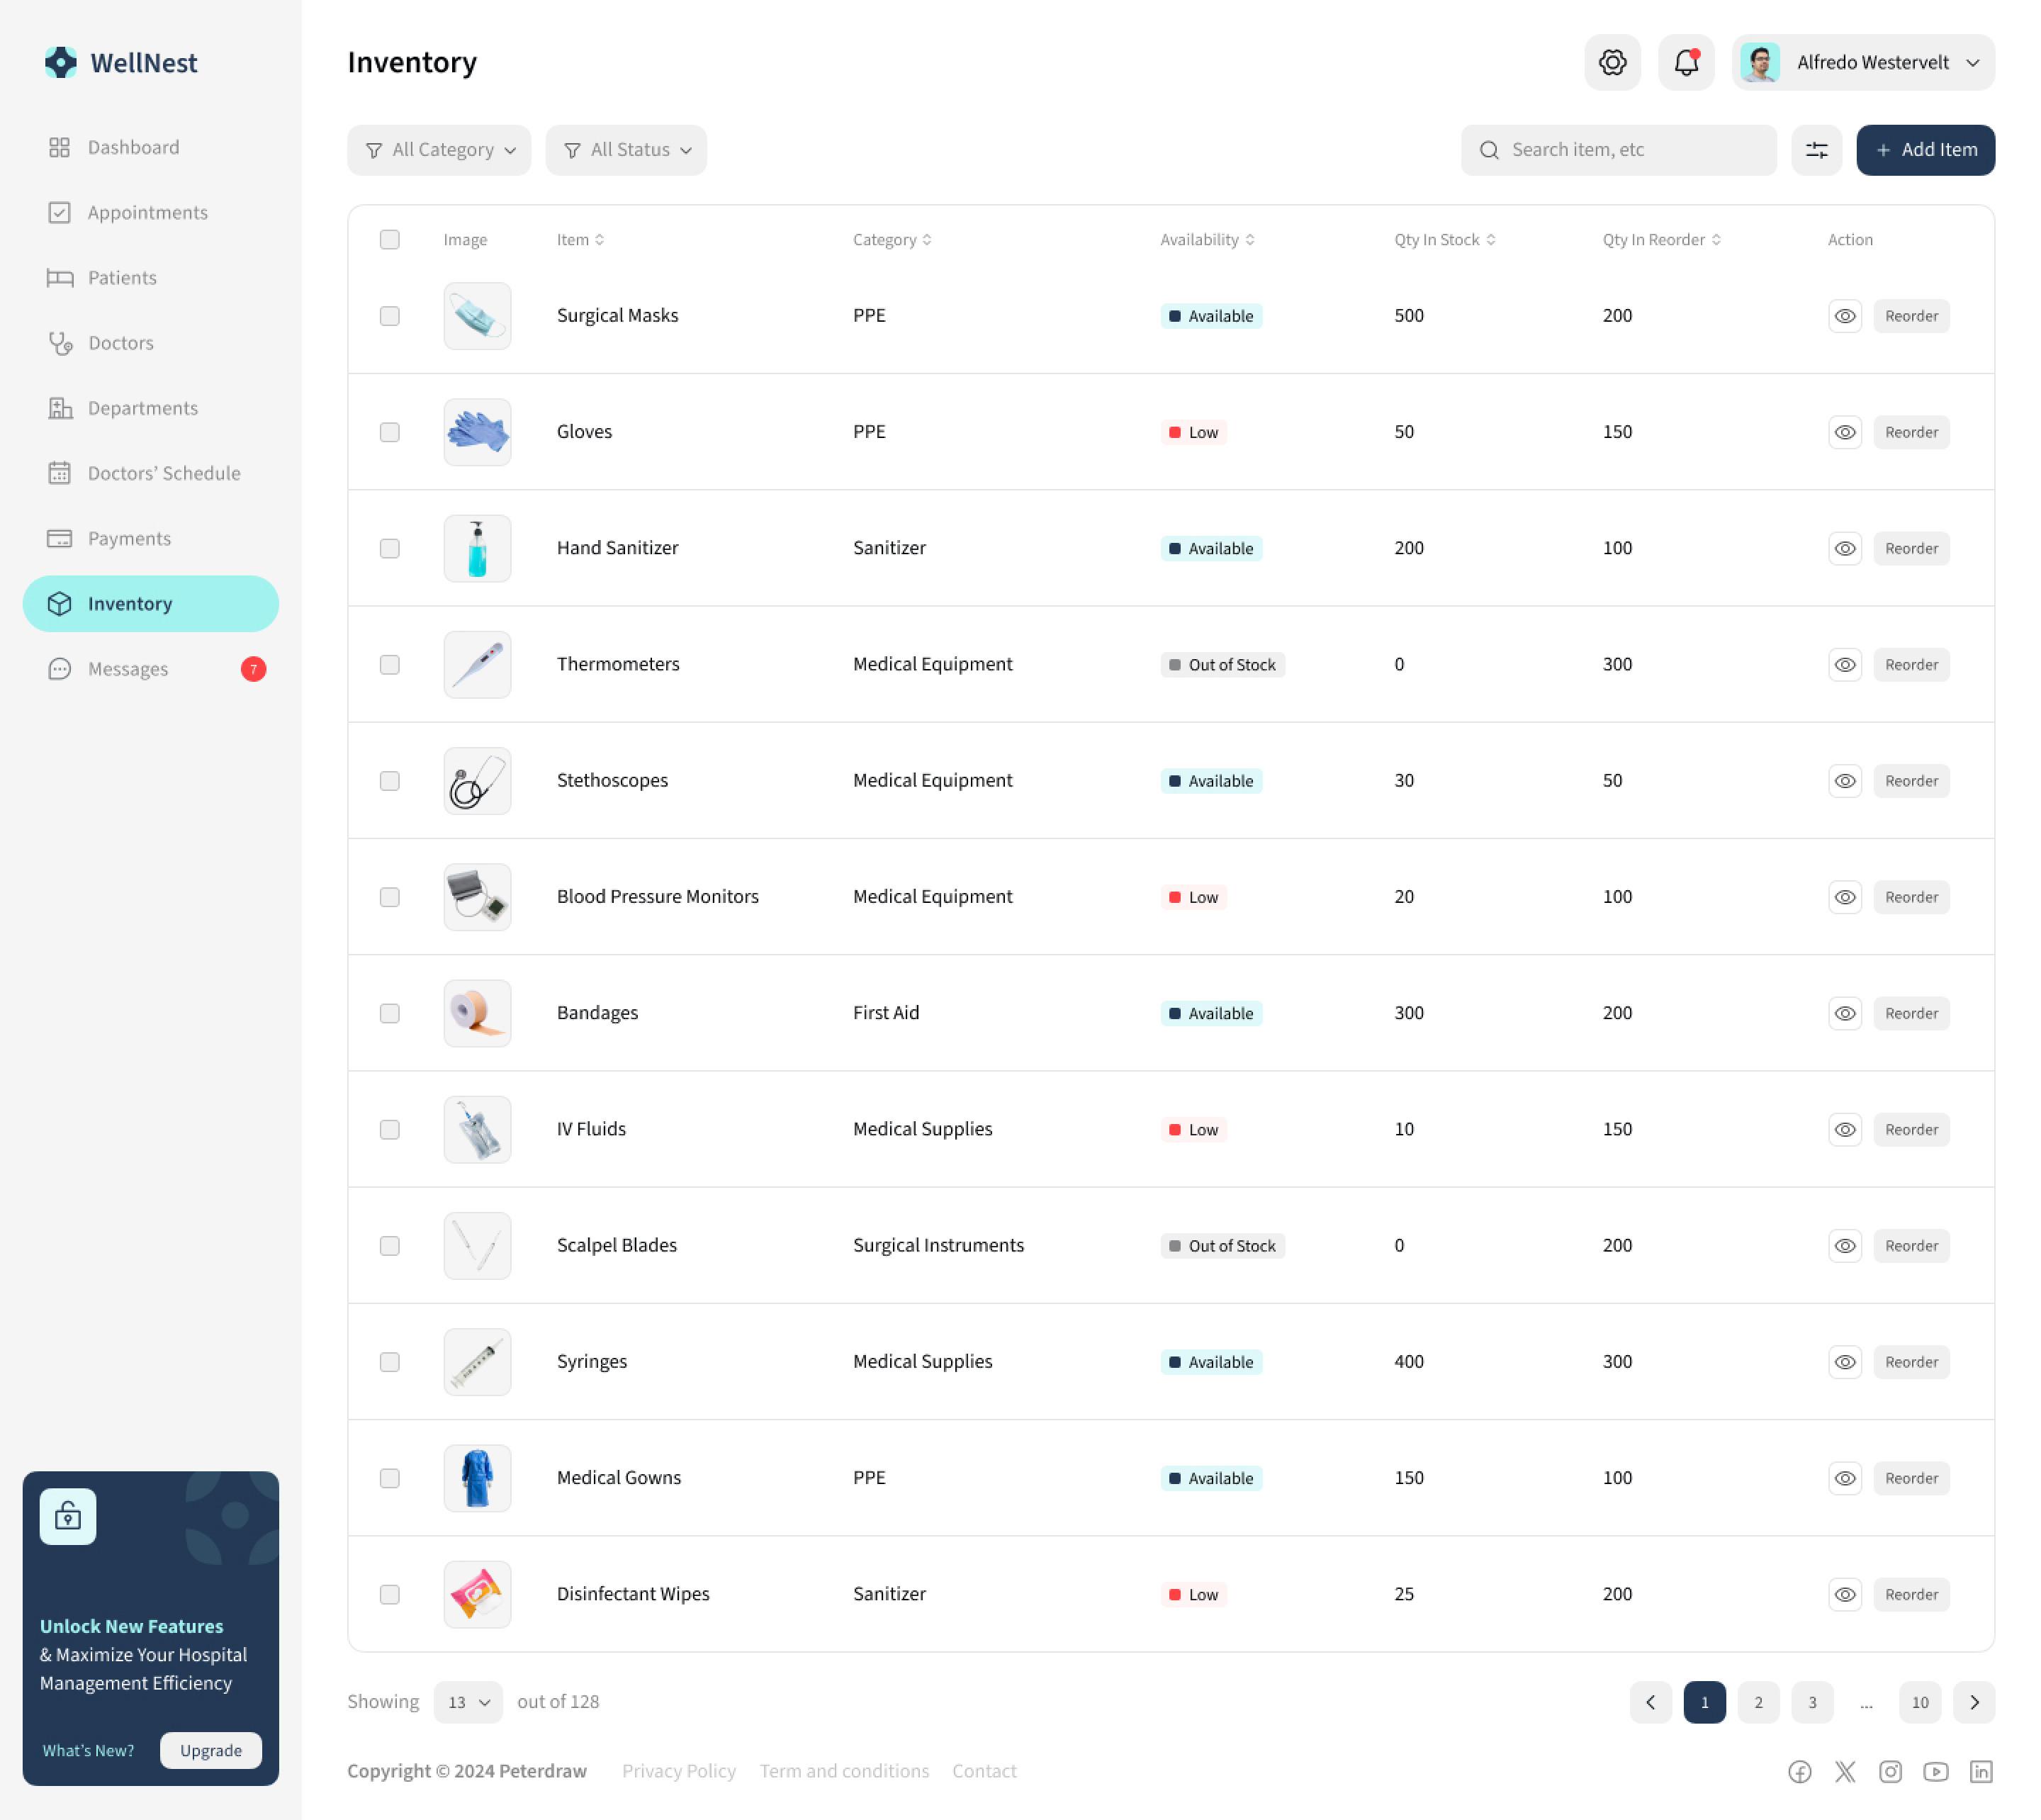 WellNest
Dashboard
Appointments
Patients
Doctors
Departments
Doctors’ Schedule
Payments
Inventory
Messages 7
Unlock New Features
& Maximize Your Hospital
Management Efficiency
What’s New? Upgrade
Inventory
Alfredo Westervelt
All Category All Status Search item, etc + Add Item
Image Item Category Availability Qty In Stock Qty In Reorder Action
Surgical Masks PPE Available 500 200 Reorder
Gloves PPE Low 50 150 Reorder
Hand Sanitizer Sanitizer Available 200 100 Reorder
Thermometers Medical Equipment Out of Stock 0 300 Reorder
Stethoscopes Medical Equipment Available 30 50 Reorder
Blood Pressure Monitors Medical Equipment Low 20 100 Reorder
Bandages First Aid Available 300 200 Reorder
IV Fluids Medical Supplies Low 10 150 Reorder
Scalpel Blades Surgical Instruments Out of Stock 0 200 Reorder
Syringes Medical Supplies Available 400 300 Reorder
Medical Gowns PPE Available 150 100 Reorder
Disinfectant Wipes Sanitizer Low 25 200 Reorder
Showing 13 out of 128 1 2 3 ... 10
Copyright © 2024 Peterdraw Privacy Policy Term and conditions Contact